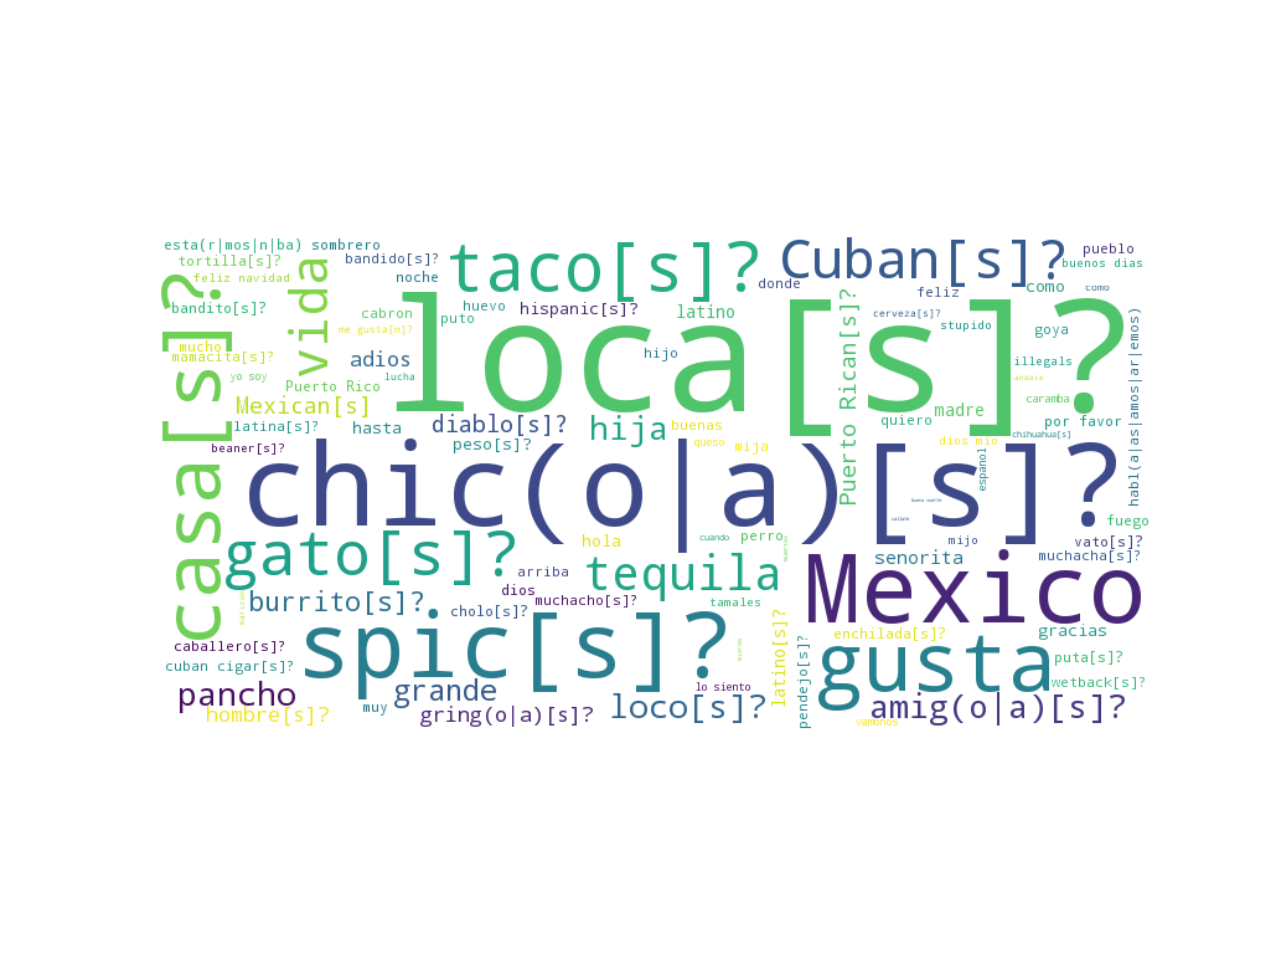 esta(r|mos|n|ba)
sombrero
taco[s]?
Cuban[s]?
pueblo
tortilla[s]?
vida
bandido[s]?
buenos dias
feliz navidad
noche
donde
como
como
casa[s]?
loca[s]?
feliz
bandito[s]?
cabron
huevo
hispanic[s]?
latino
Puerto Rican[s]?
cerveza[s]?
goya
habl(a|as|amos|ar|emos)
puto
me gusta[n]?
stupido
mucho
mamacita[s]?
adios
hijo
illegals
yo soy
lucha
andale
Puerto Rico
caramba
Mexican[s]
madre
latina[s]?
hasta
diablo[s]?
hija
buenas
quiero
por favor
beaner[s]?
peso[s]?
queso
mija
dios mio
chihuahua[s]
chic(o|a)[s]?
espanol
fuego
gato[s]?
hola
cuando
perro
mijo
vato[s]?
arriba
tequila
senorita
muchacha[s]?
Mexico
dios
burrito[s]?
cholo[s]?
muchacho[s]?
tamales
spic[s]?
latino[s]?
enchilada[s]?
gracias
caballero[s]?
pendejo[s]?
gusta
puta[s]?
cuban cigar[s]?
wetback[s]?
pancho
grande
lo siento
hombre[s]?
muy
gring(o|a)[s]?
loco[s]?
amig(o|a)[s]?
vamonos